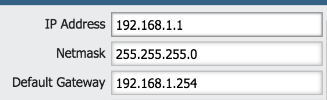 IP Address 192.168.1.1
Netmask 255.255.255.0
Default Gateway 192.168.1.254